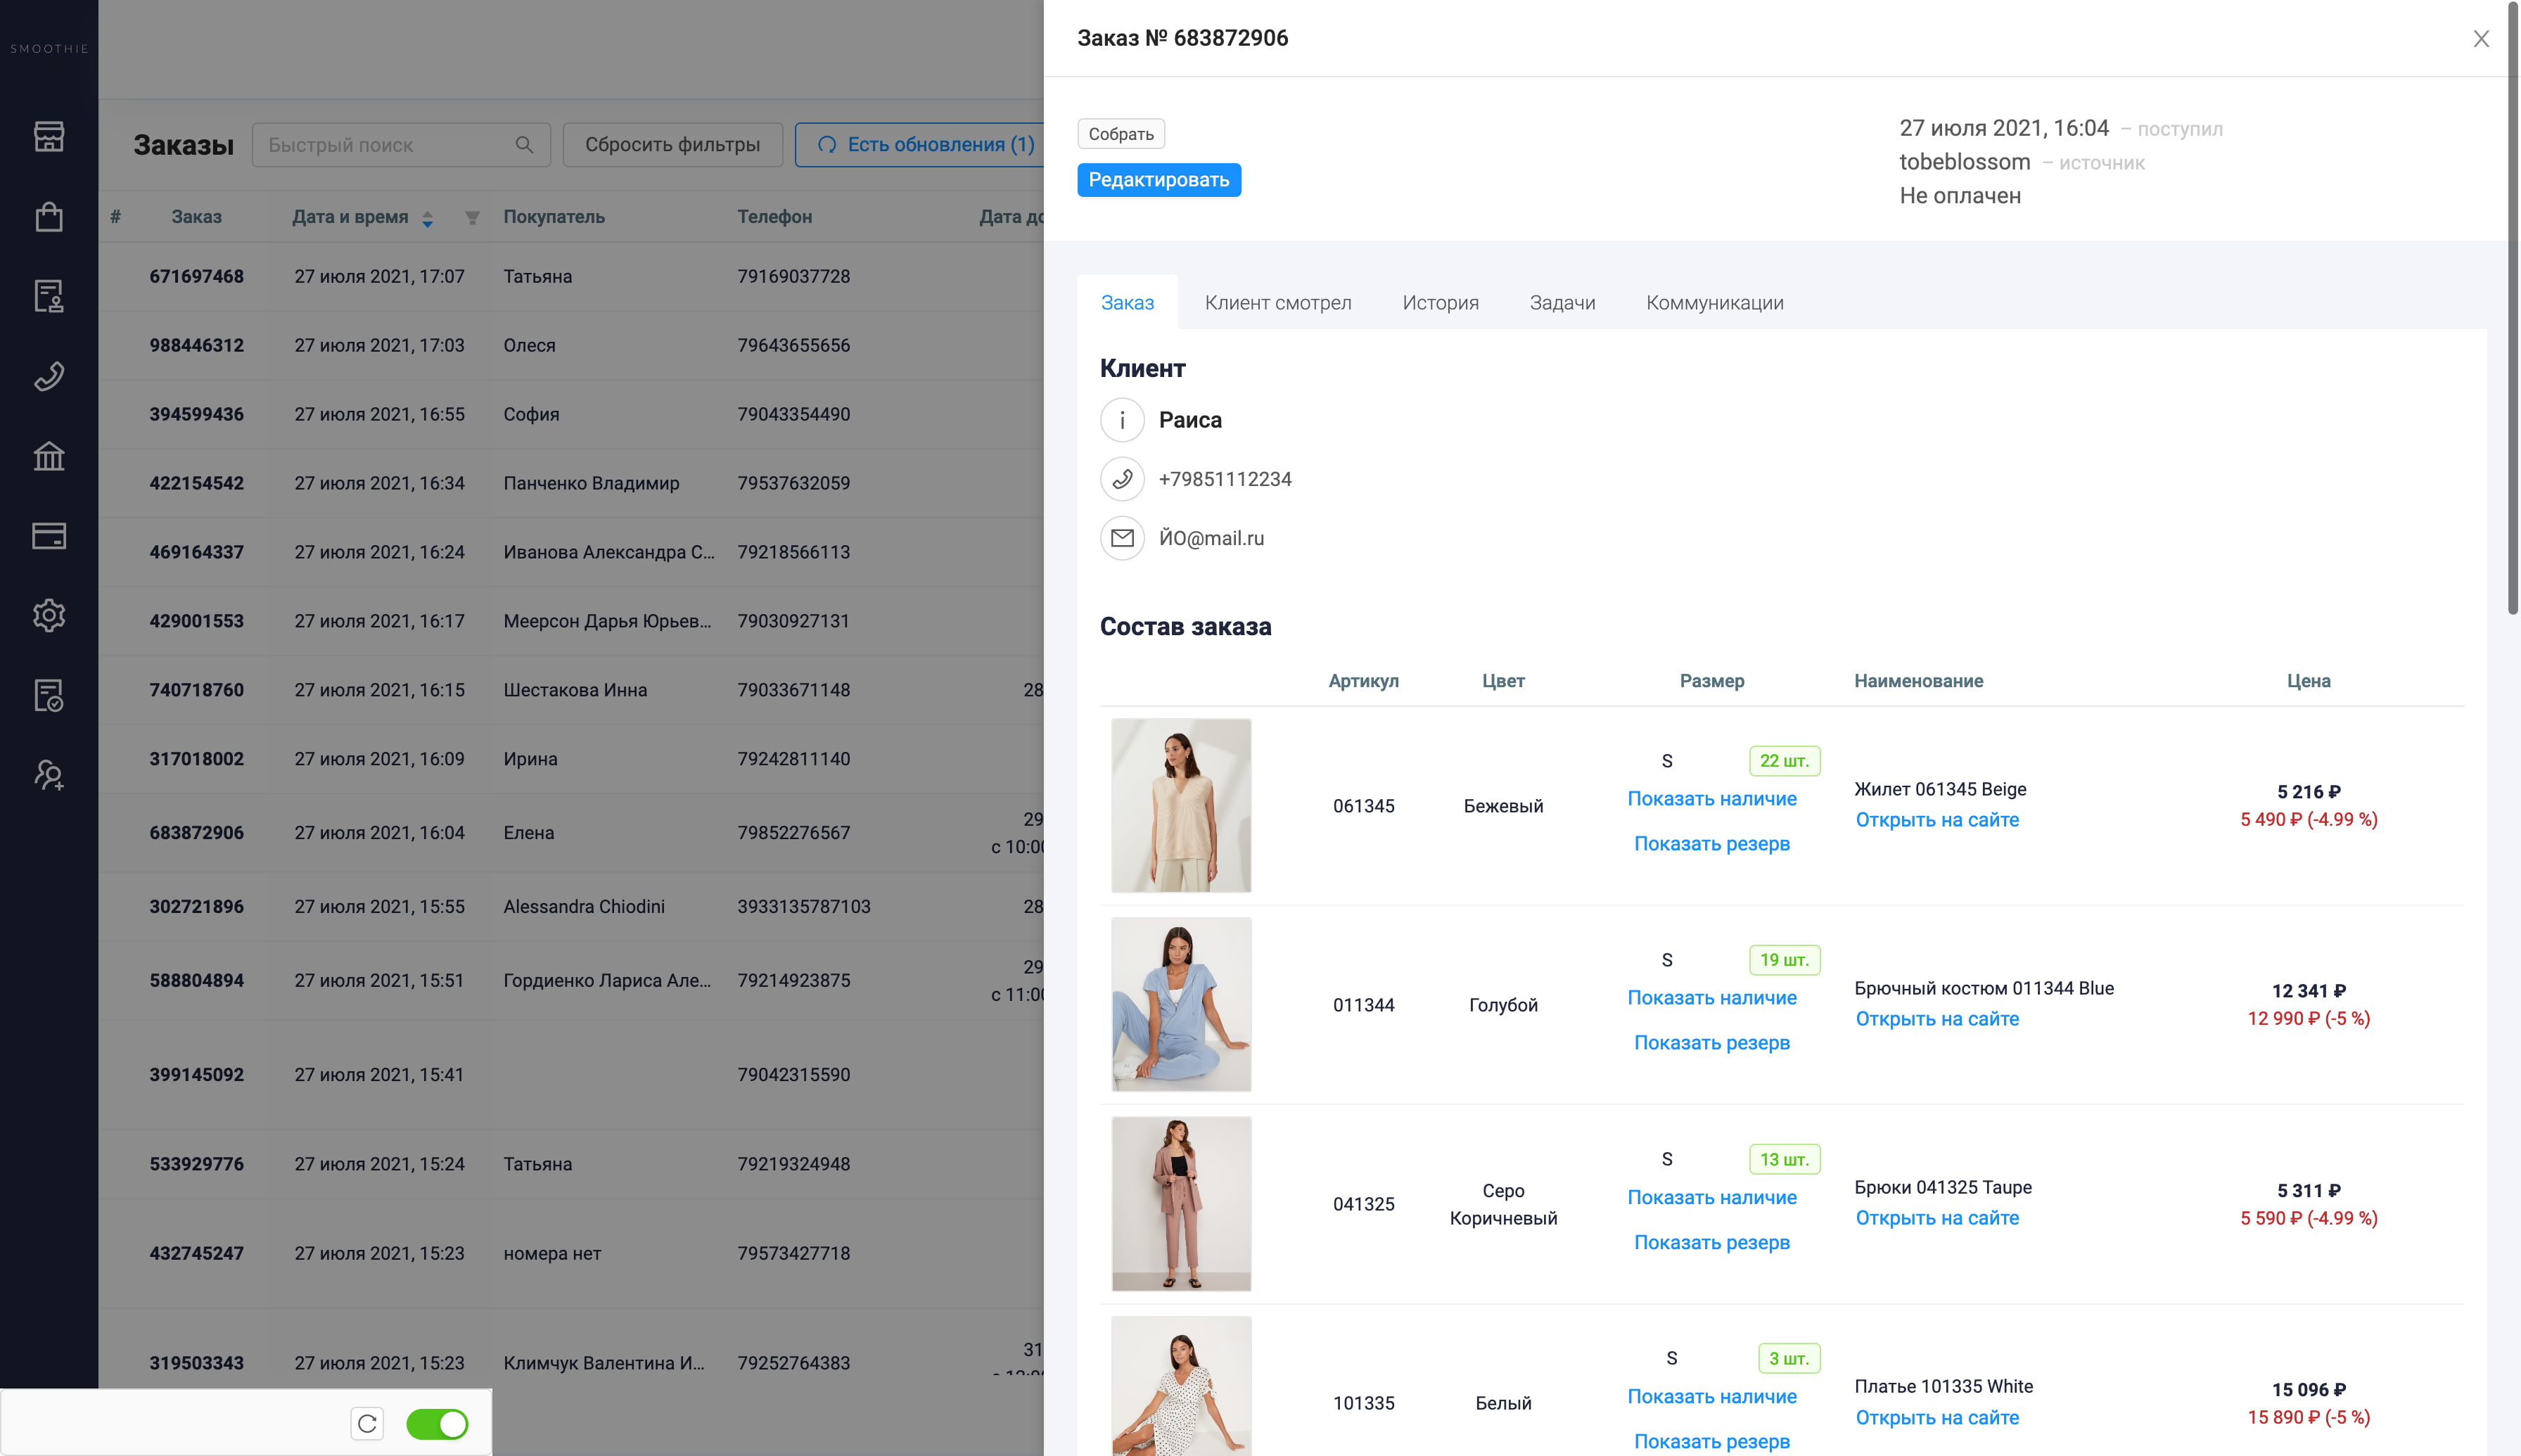 SMOOTHIE
Заказы
Быстрый поиск
Сбросить фильтры
Есть обновления (1)
# Заказ Дата и время Покупатель Телефон Дата до
671697468 27 июля 2021, 17:07 Татьяна 79169037728
988446312 27 июля 2021, 17:03 Олеся 79643655656
394599436 27 июля 2021, 16:55 София 79043354490
422154542 27 июля 2021, 16:34 Панченко Владимир 79537632059
469164337 27 июля 2021, 16:24 Иванова Александра С... 79218566113
429001553 27 июля 2021, 16:17 Меерсон Дарья Юрьев... 79030927131
740718760 27 июля 2021, 16:15 Шестакова Инна 79033671148 28
317018002 27 июля 2021, 16:09 Ирина 79242811140
683872906 27 июля 2021, 16:04 Елена 79852276567 29
с 10:00
302721896 27 июля 2021, 15:55 Alessandra Chiodini 3933135787103 28
588804894 27 июля 2021, 15:51 Гордиенко Лариса Але... 79214923875 29
с 11:00
399145092 27 июля 2021, 15:41 79042315590
533929776 27 июля 2021, 15:24 Татьяна 79219324948
432745247 27 июля 2021, 15:23 номера нет 79573427718
319503343 27 июля 2021, 15:23 Климчук Валентина И... 79252764383 31
Заказ № 683872906
Собрать
Редактировать
27 июля 2021, 16:04 – поступил
tobeblossom – источник
Не оплачен
Заказ Клиент смотрел История Задачи Коммуникации
Клиент
Раиса
+79851112234
ЙО@mail.ru
Состав заказа
Артикул Цвет Размер Наименование Цена
061345 Бежевый S 22 шт.
Показать наличие
Показать резерв
Жилет 061345 Beige
Открыть на сайте
5 216 ₽
5 490 ₽ (-4.99 %)
011344 Голубой S 19 шт.
Показать наличие
Показать резерв
Брючный костюм 011344 Blue
Открыть на сайте
12 341 ₽
12 990 ₽ (-5 %)
041325 Серо
Коричневый
S 13 шт.
Показать наличие
Показать резерв
Брюки 041325 Taupe
Открыть на сайте
5 311 ₽
5 590 ₽ (-4.99 %)
101335 Белый S 3 шт.
Показать наличие
Показать резерв
Платье 101335 White
Открыть на сайте
15 096 ₽
15 890 ₽ (-5 %)